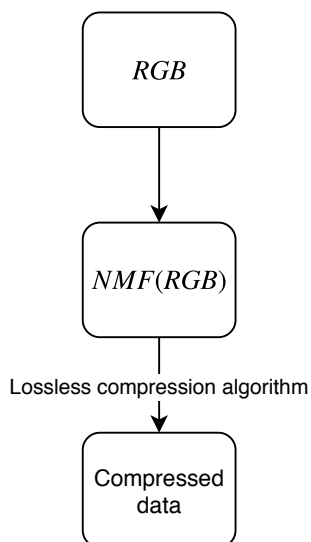 RGB
NMF(RGB)
Lossless compression algorithm
Compressed
data